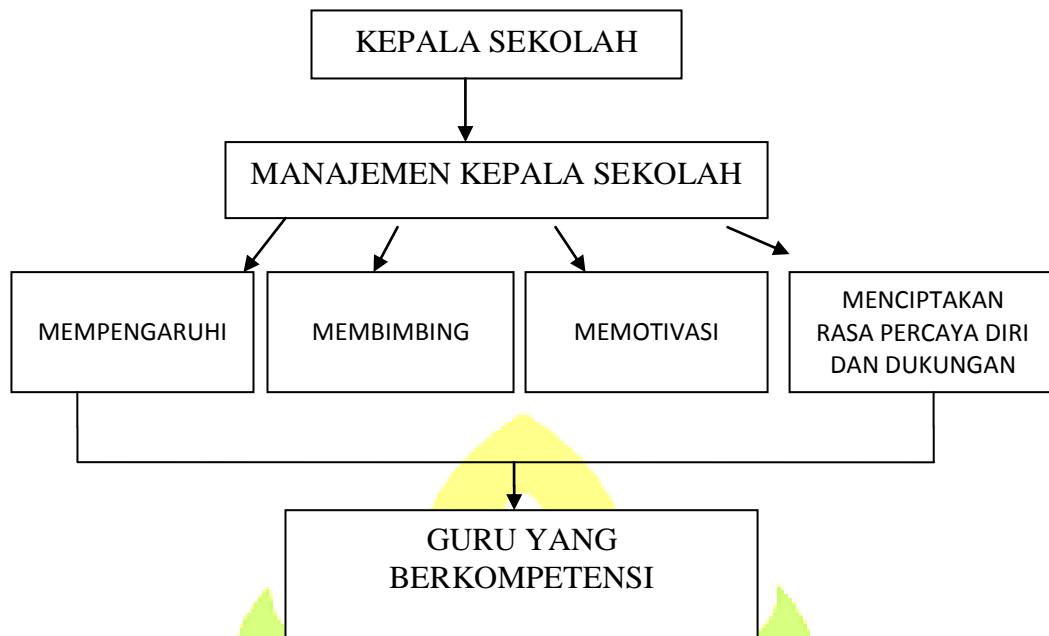 KEPALA SEKOLAH
MANAJEMEN KEPALA SEKOLAH
MEMPENGARUHI
MEMBIMBING
MEMOTIVASI
MENCIPTAKAN
RASA PERCAYA DIRI
DAN DUKUNGAN
GURU YANG
BERKOMPETENSI